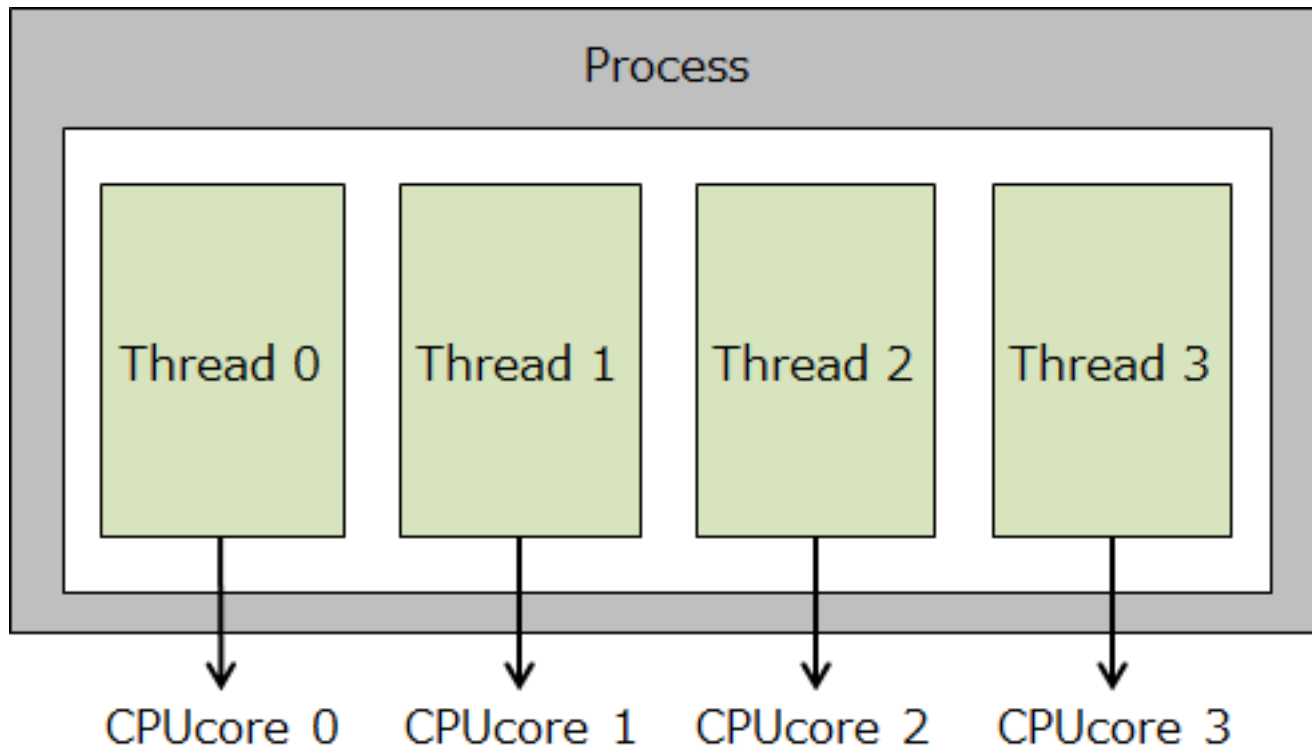 Process
Thread 0
Thread 1
Thread 2
Thread 3
CPUcore 0
CPUcore 1
CPUcore 2
CPUcore 3